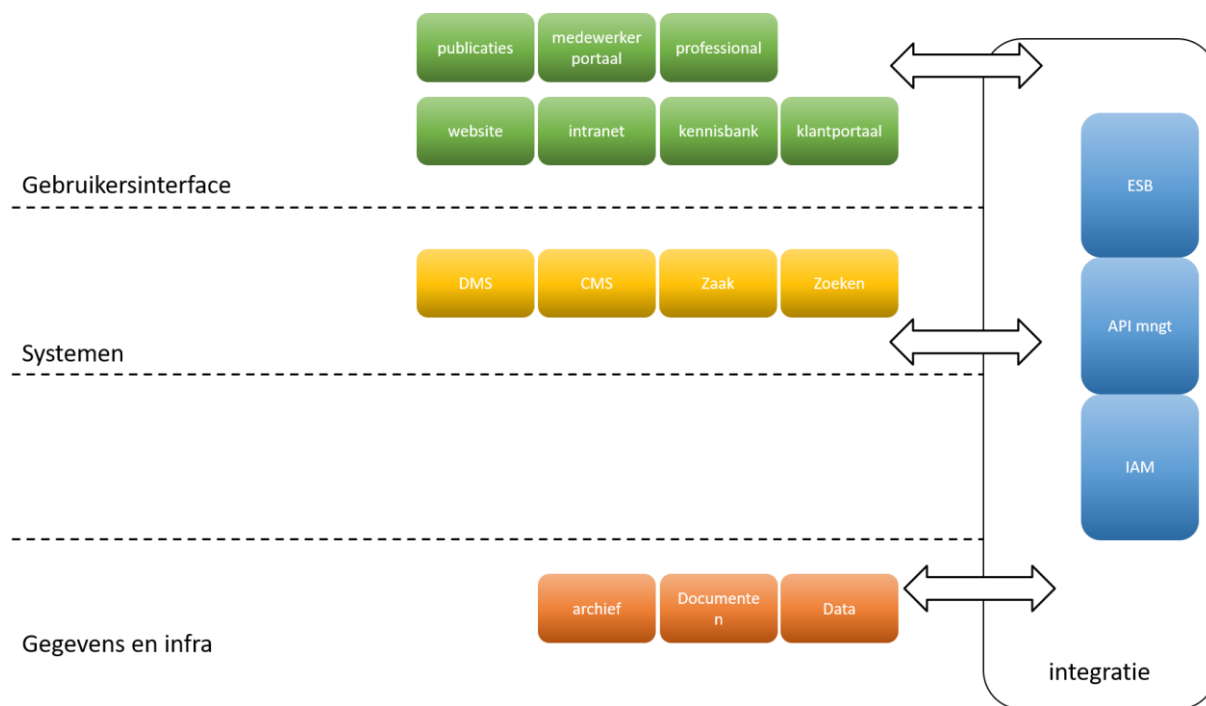 publicaties
medewerker
portaal
professional
website
intranet
kennisbank
klantportaal
Gebruikersinterface
ESB
DMS
CMS
Zaak
Zoeken
API mngt
Systemen
IAM
archief
Documente
n
Data
Gegevens en infra
integratie